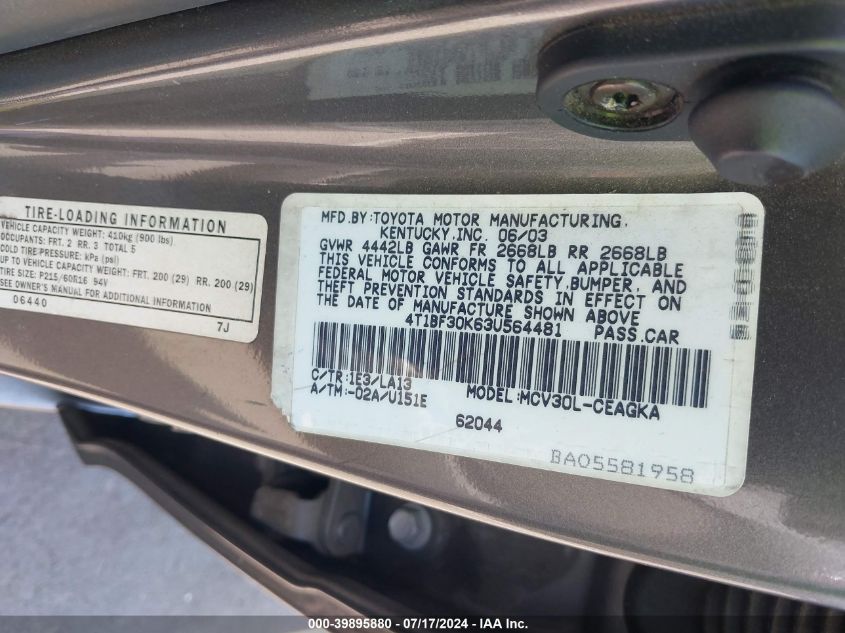 TIRE-LOADING INFORMATION
VEHICLE CAPACITY WEIGHT: 410kg (900 lbs)
OCCUPANTS: FRT. 2 RR. 3 TOTAL 5
COLD TIRE PRESSURE: kPa (psi)
UP TO VEHICLE CAPACITY WEIGHT: FRT. 200 (29) RR. 200 (29)
TIRE SIZE: P215/60R16 94V
SEE OWNER'S MANUAL FOR ADDITIONAL INFORMATION
06440 7J
MFD.BY:TOYOTA MOTOR MANUFACTURING,
KENTUCKY,INC. 06/03
GVWR 4442LB GAWR FR 2668LB RR 2668LB
THIS VEHICLE CONFORMS TO ALL APPLICABLE
FEDERAL MOTOR VEHICLE SAFETY,BUMPER, AND
THEFT PREVENTION STANDARDS IN EFFECT ON
THE DATE OF MANUFACTURE SHOWN ABOVE
4T1BF30K63U564481 PASS.CAR
C/TR:1E3/LA13
A/TM:-02A/U151E MODEL:MCV30L-CEAGKA
62044
BA05581958
000-39895880 / 07/17/2024 / IAA Inc.